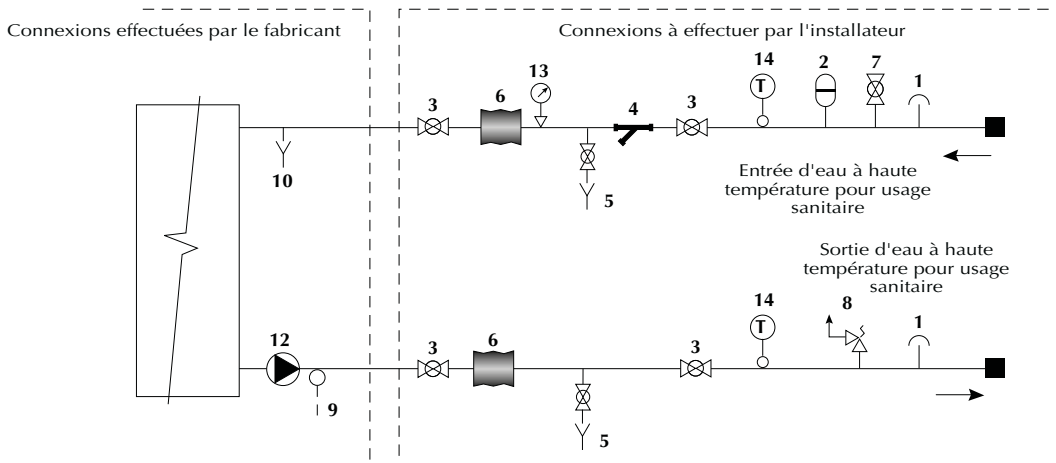 Connexions effectuées par le fabricant
Connexions à effectuer par l'installateur
14
2
7
1
13
T
3
6
4
3
10
5
Entrée d'eau à haute
température pour usage
sanitaire
Sortie d'eau à haute
température pour usage
sanitaire
14
8
1
T
12
3
6
3
9
5